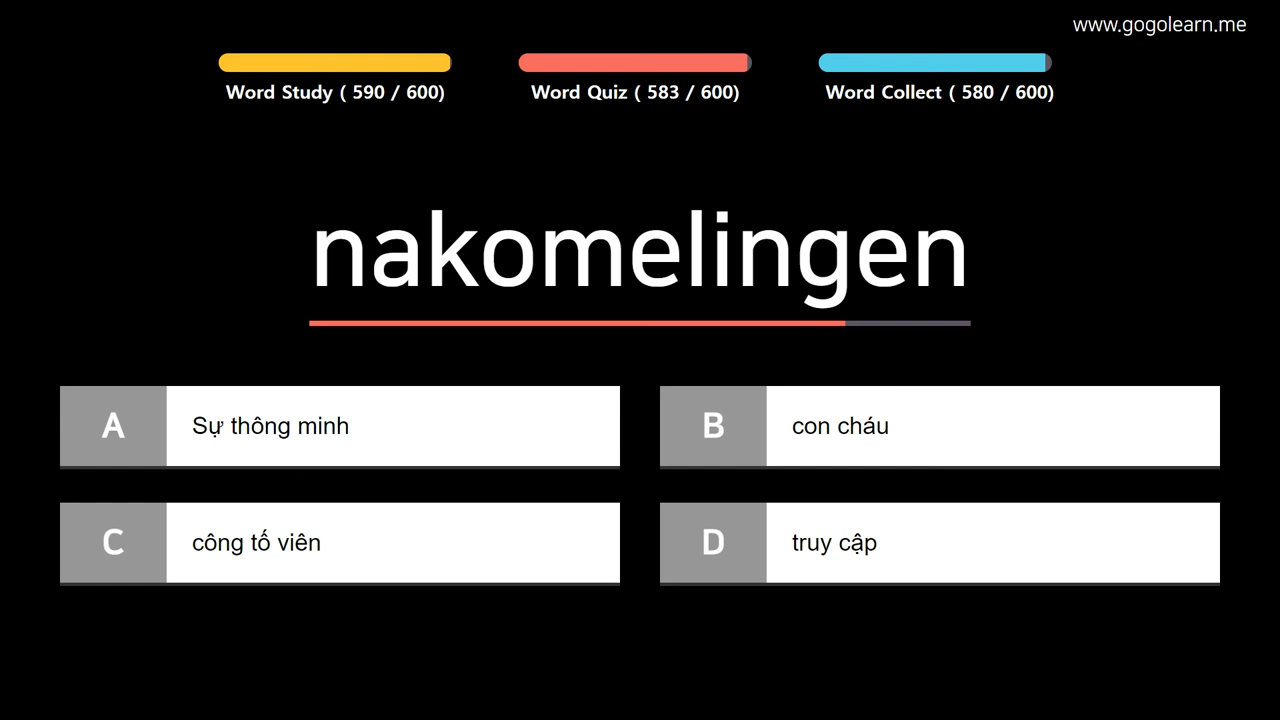 www.gogolearn.me
Word Study ( 590 / 600)
Word Quiz ( 583 / 600)
Word Collect ( 580 / 600)
nakomelingen
A
Sự thông minh
B
con cháu
C
công tố viên
D
truy cập